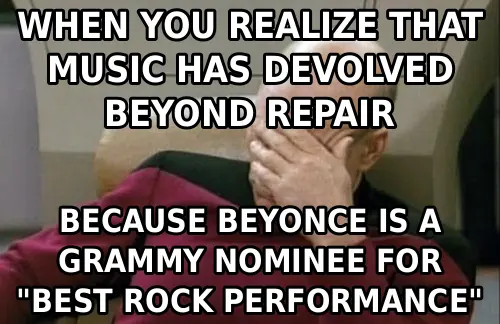 WHEN YOU REALIZE THAT
MUSIC HAS DEVOLVED
BEYOND REPAIR
BECAUSE BEYONCE IS A
GRAMMY NOMINEE FOR
"BEST ROCK PERFORMANCE"